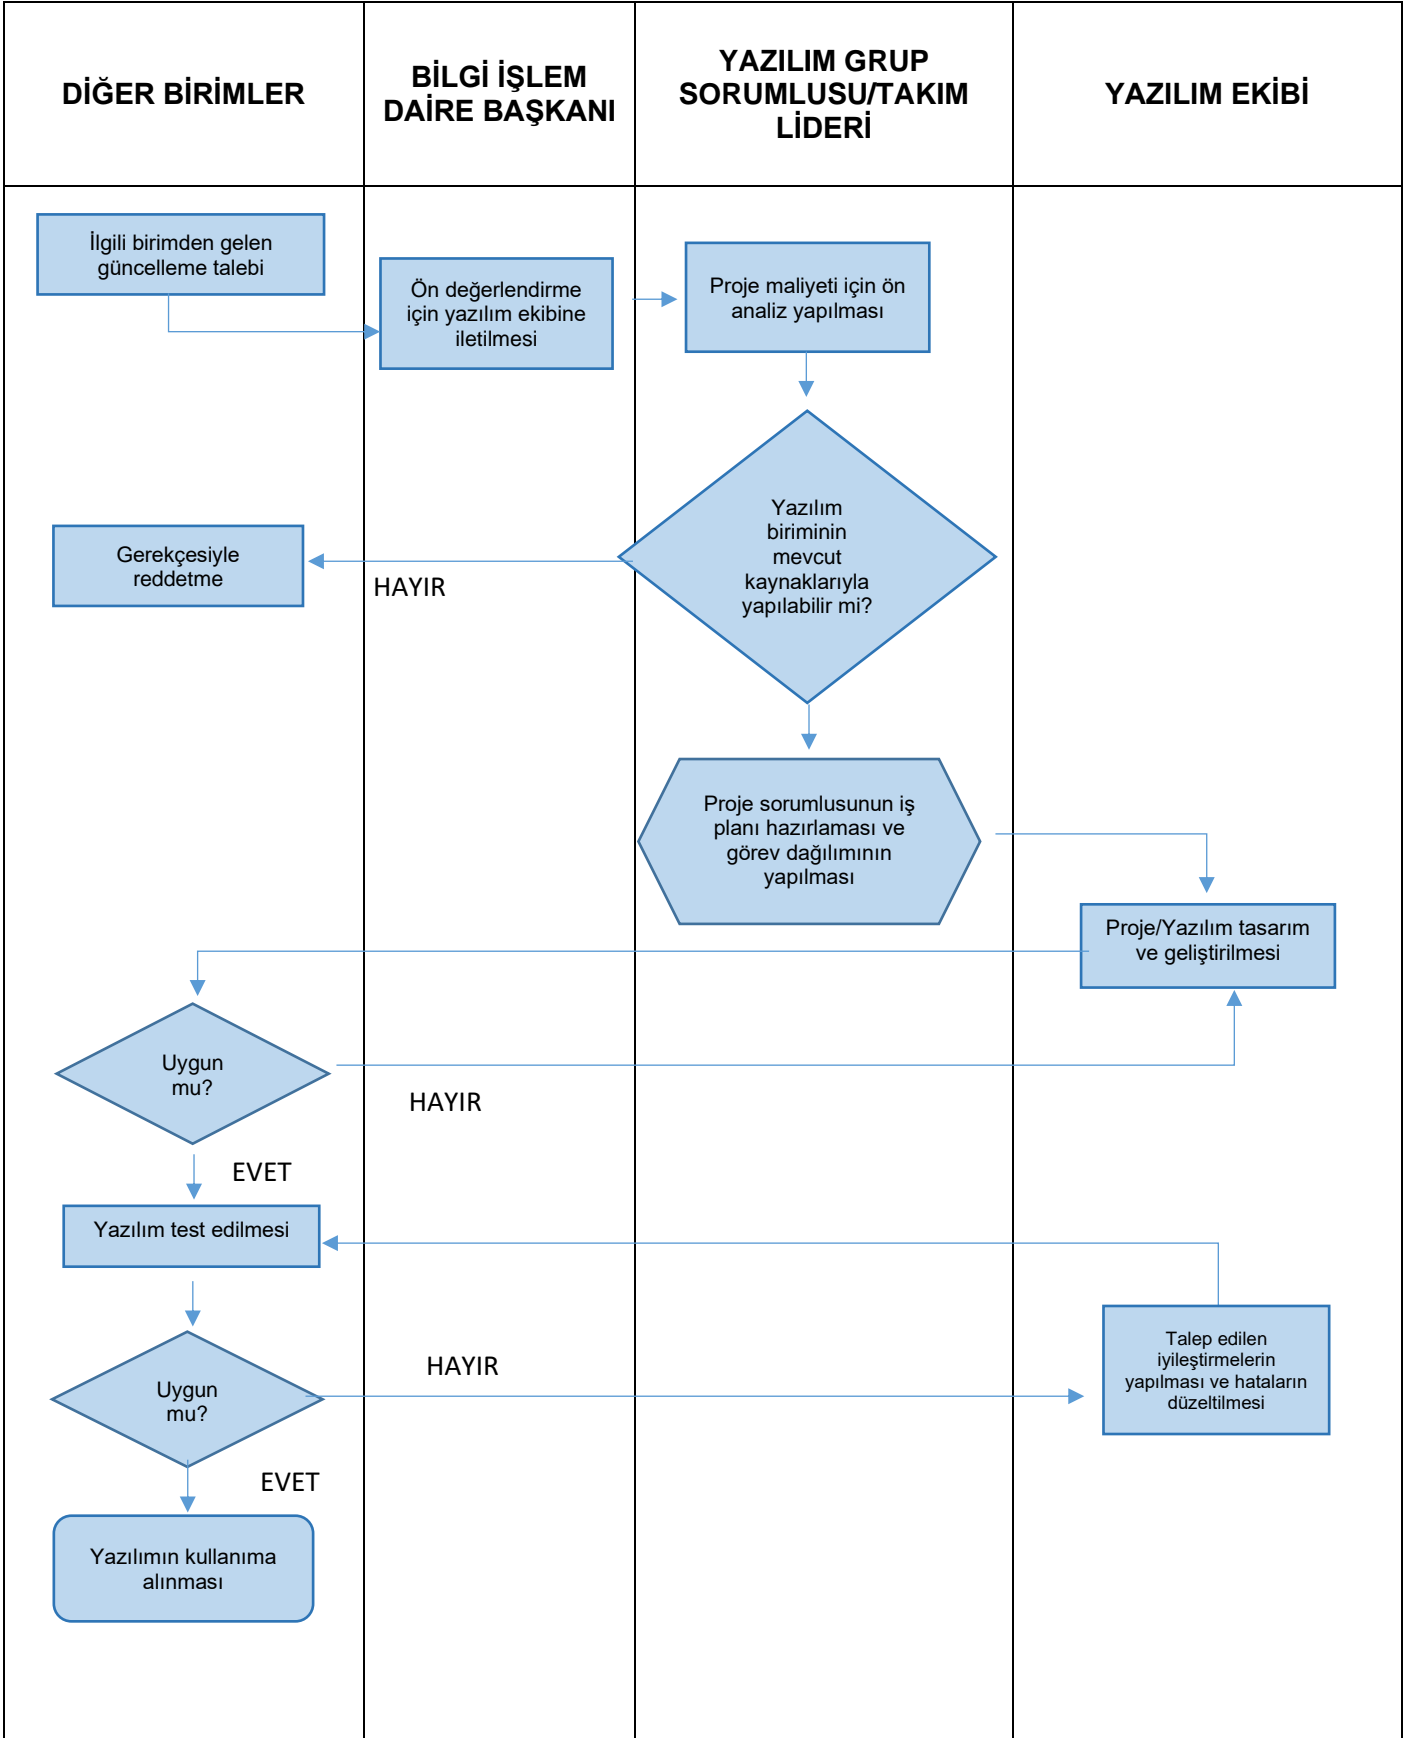 DİĞER BİRİMLER
BİLGİ İŞLEM
DAİRE BAŞKANI
YAZILIM GRUP
SORUMLUSU/TAKIM
LİDERİ
YAZILIM EKİBİ
İlgili birimden gelen
güncelleme talebi
Ön değerlendirme
için yazılım ekibine
iletilmesi
Proje maliyeti için ön
analiz yapılması
Yazılım
biriminin
mevcut
kaynaklarıyla
yapılabilir mi?
Gerekçesiyle
reddetme
HAYIR
Proje sorumlusunun iş
planı hazırlaması ve
görev dağılımının
yapılması
Proje/Yazılım tasarım
ve geliştirilmesi
Uygun
mu?
HAYIR
EVET
Yazılım test edilmesi
Talep edilen
iyileştirmelerin
yapılması ve hataların
düzeltilmesi
HAYIR
Uygun
mu?
EVET
Yazılımın kullanıma
alınması